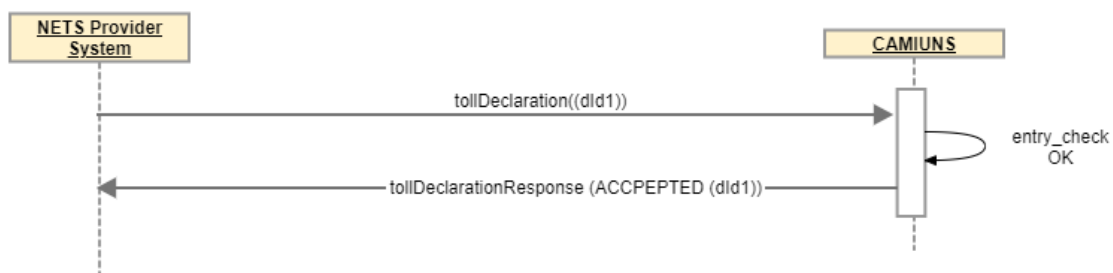 NETS Provider
System
CAMIUNS
tollDeclaration((dId1))
entry_check
OK
tollDeclarationResponse (ACCPEPTED (dId1))